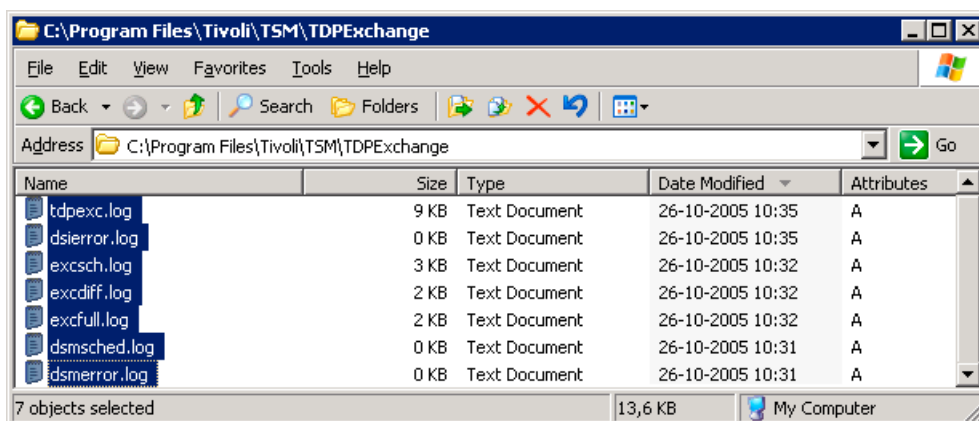 C:\Program Files\Tivoli\TSM\TDPExchange
File Edit View Favorites Tools Help
Back Search Folders
Address C:\Program Files\Tivoli\TSM\TDPExchange Go
Name Size Type Date Modified Attributes
tdpexc.log 9 KB Text Document 26-10-2005 10:35 A
dsierror.log 0 KB Text Document 26-10-2005 10:35 A
excsch.log 3 KB Text Document 26-10-2005 10:32 A
excdiff.log 2 KB Text Document 26-10-2005 10:32 A
excfull.log 2 KB Text Document 26-10-2005 10:32 A
dsmsched.log 0 KB Text Document 26-10-2005 10:31 A
dsmerror.log 0 KB Text Document 26-10-2005 10:31 A
7 objects selected 13,6 KB My Computer